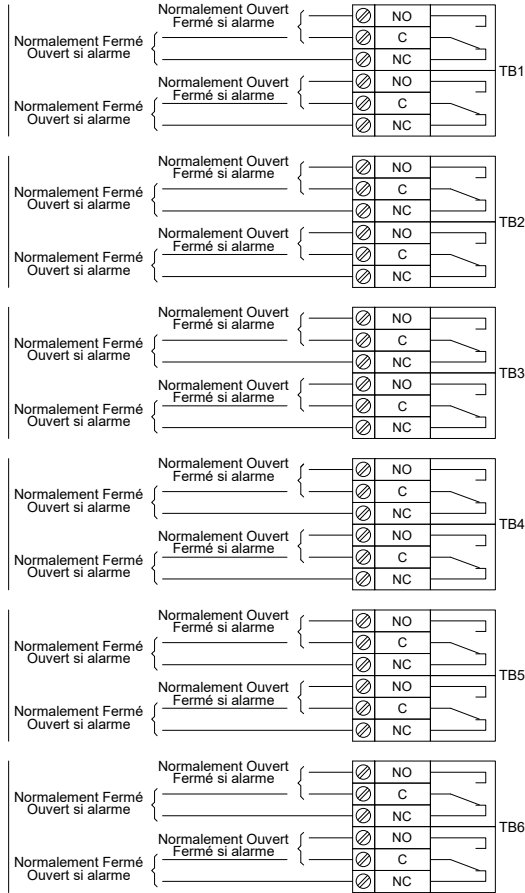 Normalement Ouvert
Fermé si alarme
NO
Normalement Fermé
Ouvert si alarme
C
NC
TB1
Normalement Ouvert
Fermé si alarme
NO
Normalement Fermé
Ouvert si alarme
C
NC
Normalement Ouvert
Fermé si alarme
NO
Normalement Fermé
Ouvert si alarme
C
NC
TB2
Normalement Ouvert
Fermé si alarme
NO
Normalement Fermé
Ouvert si alarme
C
NC
Normalement Ouvert
Fermé si alarme
NO
Normalement Fermé
Ouvert si alarme
C
NC
TB3
Normalement Ouvert
Fermé si alarme
NO
Normalement Fermé
Ouvert si alarme
C
NC
Normalement Ouvert
Fermé si alarme
NO
Normalement Fermé
Ouvert si alarme
C
NC
TB4
Normalement Ouvert
Fermé si alarme
NO
Normalement Fermé
Ouvert si alarme
C
NC
Normalement Ouvert
Fermé si alarme
NO
Normalement Fermé
Ouvert si alarme
C
NC
TB5
Normalement Ouvert
Fermé si alarme
NO
Normalement Fermé
Ouvert si alarme
C
NC
Normalement Ouvert
Fermé si alarme
NO
Normalement Fermé
Ouvert si alarme
C
NC
TB6
Normalement Ouvert
Fermé si alarme
NO
Normalement Fermé
Ouvert si alarme
C
NC